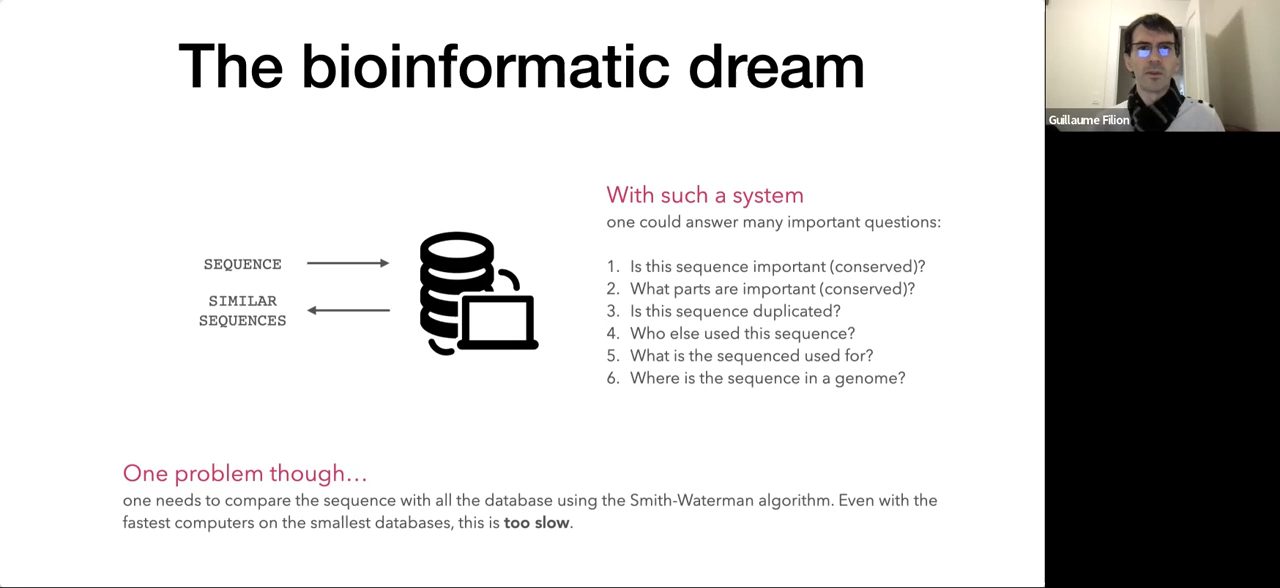 The bioinformatic dream
Guillaume Filion
With such a system
one could answer many important questions:
SEQUENCE
SIMILAR
SEQUENCES
1. Is this sequence important (conserved)?
2. What parts are important (conserved)?
3. Is this sequence duplicated?
4. Who else used this sequence?
5. What is the sequenced used for?
6. Where is the sequence in a genome?
One problem though…
one needs to compare the sequence with all the database using the Smith-Waterman algorithm. Even with the
fastest computers on the smallest databases, this is too slow.